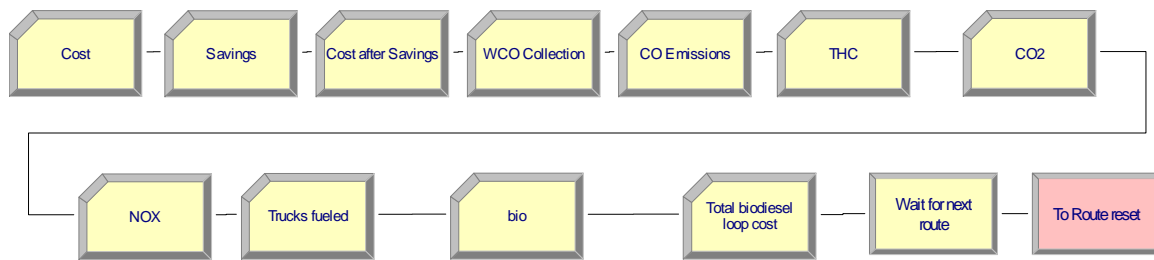 Cost
Savings
Cost after Savings
WCO Collection
CO Emissions
THC
CO2
NOX
Trucks fueled
bio
Total biodiesel
loop cost
Wait for next
route
To Route reset